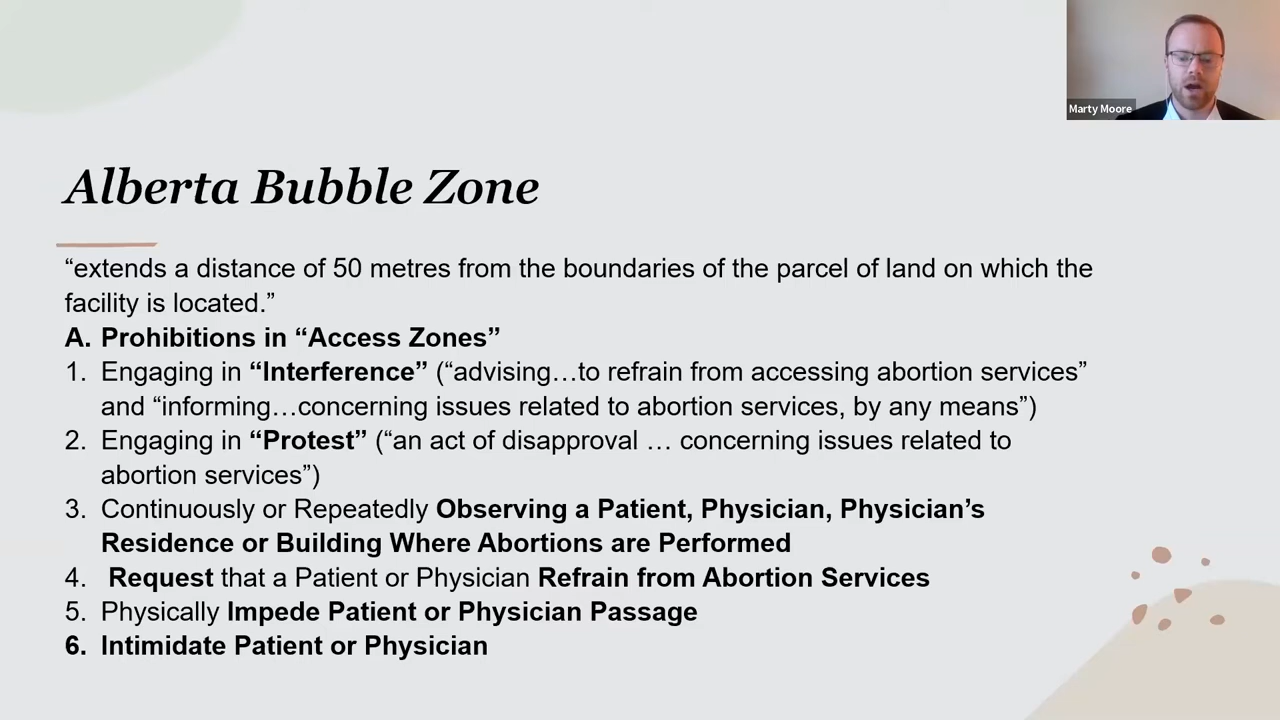 Marty Moore
Alberta Bubble Zone
“extends a distance of 50 metres from the boundaries of the parcel of land on which the
facility is located.”
A. Prohibitions in “Access Zones”
1. Engaging in “Interference” (“advising…to refrain from accessing abortion services”
and “informing…concerning issues related to abortion services, by any means”)
2. Engaging in “Protest” (“an act of disapproval … concerning issues related to
abortion services”)
3. Continuously or Repeatedly Observing a Patient, Physician, Physician’s
Residence or Building Where Abortions are Performed
4. Request that a Patient or Physician Refrain from Abortion Services
5. Physically Impede Patient or Physician Passage
6. Intimidate Patient or Physician